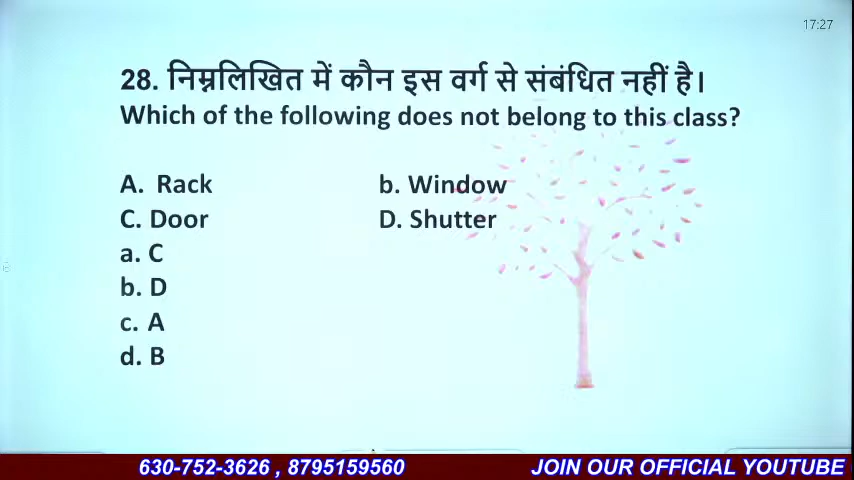 17:27
28. निम्नलिखित में कौन इस वर्ग से संबंधित नहीं है।
Which of the following does not belong to this class?
A. Rack b. Window
C. Door D. Shutter
a. C
b. D
c. A
d. B
630-752-3626 , 8795159560 JOIN OUR OFFICIAL YOUTUBE